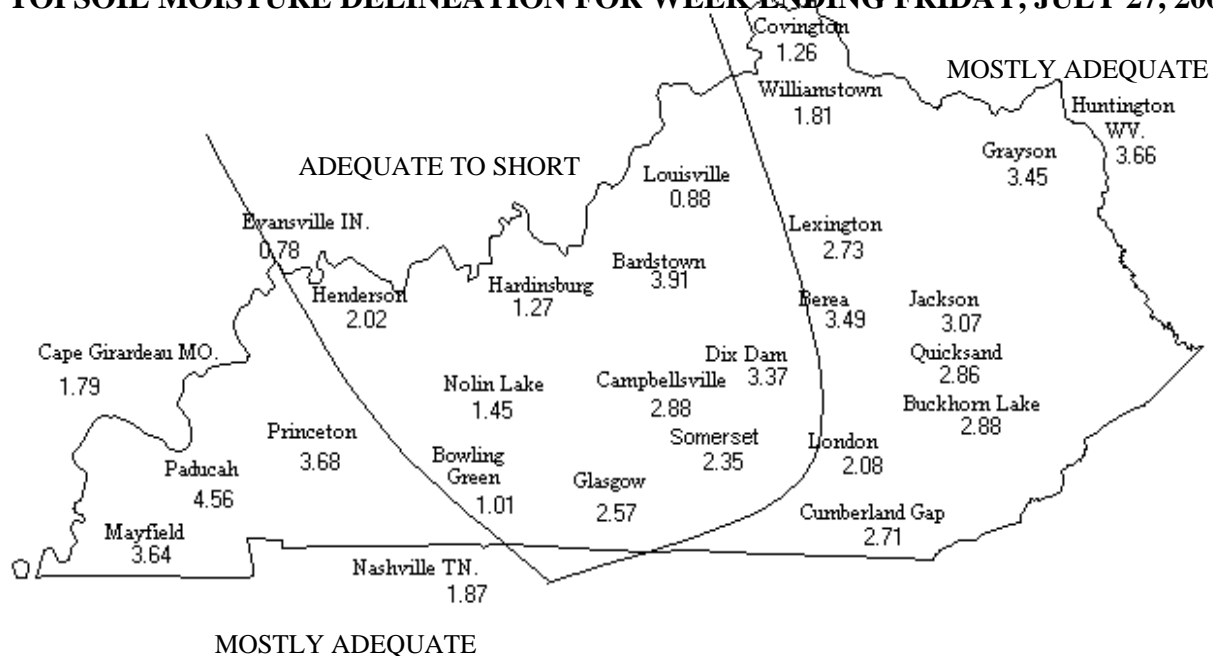 TOPSOIL MOISTURE DELINEATION FOR WEEK ENDING FRIDAY, JULY 27, 200
Covington
1.26
MOSTLY ADEQUATE
Williamstown
1.81
Huntington
WV.
3.66
Grayson
3.45
ADEQUATE TO SHORT
Louisville
0.88
Evansville IN.
0.78
Lexington
2.73
Bardstown
3.91
Hardinsburg
1.27
Henderson
2.02
Berea
3.49
Jackson
3.07
Cape Girardeau MO.
1.79
Dix Dam
3.37
Quicksand
2.86
Nolin Lake
1.45
Campbellsville
2.88
Buckhorn Lake
2.88
Princeton
3.68
Somerset
2.35
London
2.08
Bowling
Green
1.01
Paducah
4.56
Glasgow
2.57
Cumberland Gap
2.71
Mayfield
3.64
Nashville TN.
1.87
MOSTLY ADEQUATE